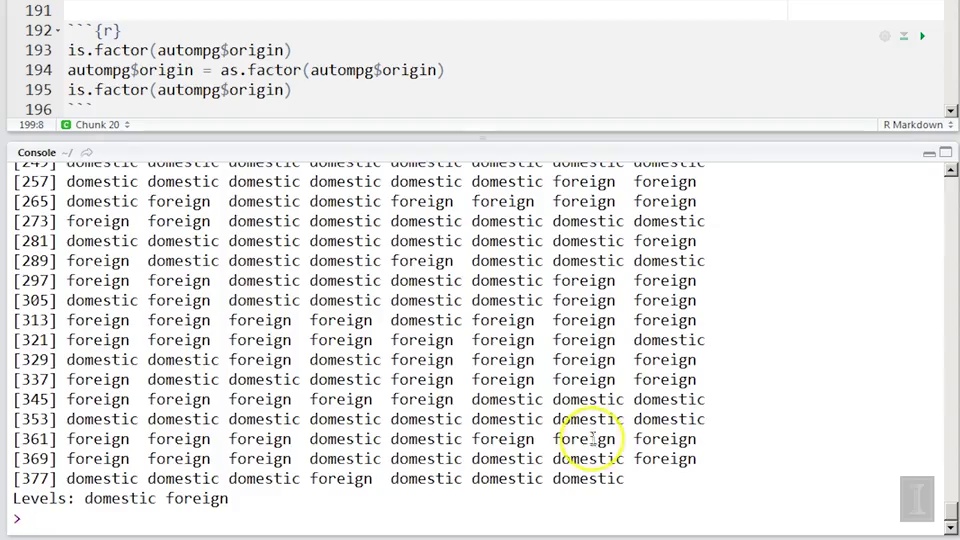 191
192 ```{r}
193 is.factor(autompg$origin)
194 autompg$origin = as.factor(autompg$origin)
195 is.factor(autompg$origin)
196 ```
199:8 C Chunk 20 R Markdown
Console ~/
[249] domestic domestic domestic domestic domestic domestic domestic domestic
[257] domestic domestic domestic domestic domestic domestic foreign foreign
[265] domestic foreign domestic domestic foreign foreign foreign foreign
[273] foreign foreign foreign domestic domestic domestic domestic domestic
[281] domestic domestic domestic domestic domestic domestic domestic foreign
[289] foreign domestic domestic domestic domestic domestic domestic domestic
[297] foreign foreign domestic domestic domestic domestic foreign foreign
[305] domestic foreign domestic domestic domestic domestic foreign foreign
[313] foreign foreign foreign foreign domestic foreign foreign foreign
[321] foreign foreign foreign foreign foreign foreign foreign domestic
[329] domestic domestic foreign domestic foreign foreign foreign foreign
[337] foreign domestic domestic domestic foreign foreign foreign foreign
[345] foreign foreign foreign foreign foreign domestic domestic domestic
[353] domestic domestic domestic domestic domestic domestic domestic domestic
[361] foreign foreign foreign domestic domestic foreign foreign foreign
[369] foreign foreign foreign domestic domestic domestic domestic foreign
[377] domestic domestic domestic foreign domestic domestic domestic
Levels: domestic foreign
>
I